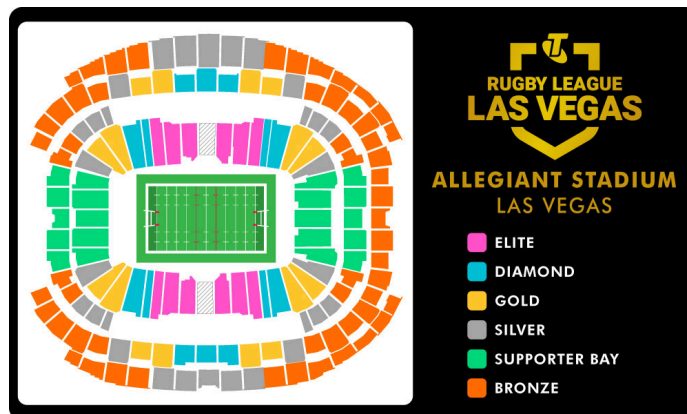 RUGBY LEAGUE
LAS VEGAS
ALLEGIANT STADIUM
LAS VEGAS
ELITE
DIAMOND
GOLD
SILVER
SUPPORTER BAY
BRONZE